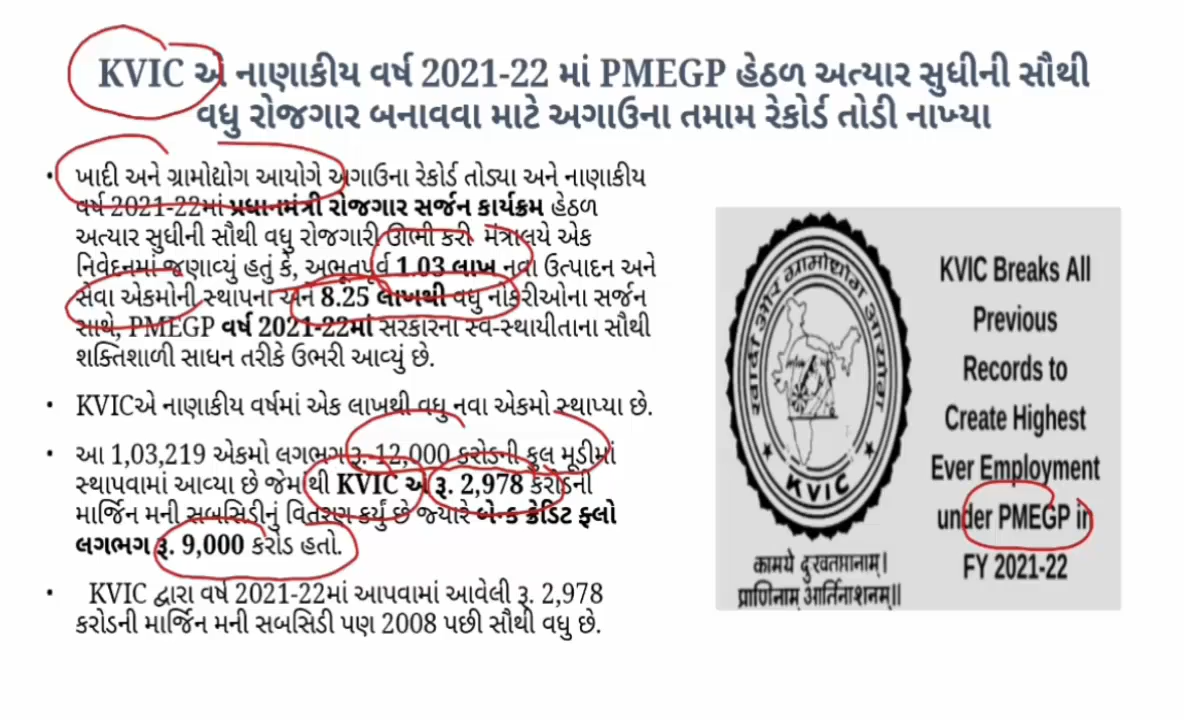 KVIC એ નાણાકીય વર્ષ 2021-22 માં PMEGP હેઠળ અત્યાર સુધીની સૌથી
વધુ રોજગાર બનાવવા માટે અગાઉના તમામ રેકોર્ડ તોડી નાખ્યા
• ખાદી અને ગ્રામોદ્યોગ આયોગે અગાઉના રેકોર્ડ તોડ્યા અને નાણાકીય
વર્ષ 2021-22માં પ્રધાનમંત્રી રોજગાર સર્જન કાર્યક્રમ હેઠળ
અત્યાર સુધીની સૌથી વધુ રોજગારી ઊભી કરી મંત્રાલયે એક
નિવેદનમાં જણાવ્યું હતું કે, અભૂતપૂર્વ 1.03 લાખ નવા ઉત્પાદન અને
સેવા એકમોની સ્થાપના અને 8.25 લાખથી વધુ નોકરીઓના સર્જન
સાથે, PMEGP વર્ષ 2021-22માં સરકારના સ્વ-સ્થાયીતાના સૌથી
શક્તિશાળી સાધન તરીકે ઉભરી આવ્યું છે.
• KVICએ નાણાકીય વર્ષમાં એક લાખથી વધુ નવા એકમો સ્થાપ્યા છે.
• આ 1,03,219 એકમો લગભગ રૂ. 12,000 કરોડની કુલ મૂડીમાં
સ્થાપવામાં આવ્યા છે જેમાંથી KVIC એ રૂ. 2,978 કરોડની
માર્જિન મની સબસિડીનું વિતરણ કર્યું છે જ્યારે બેન્ક ક્રેડિટ ફ્લો
લગભગ રૂ. 9,000 કરોડ હતો.
• KVIC દ્વારા વર્ષ 2021-22માં આપવામાં આવેલી રૂ. 2,978
કરોડની માર્જિન મની સબસિડી પણ 2008 પછી સૌથી વધુ છે.
खादी और ग्रामोद्योग आयोग
KVIC
कामये दुःखतप्तानाम्।
प्राणिनाम् आर्तिनाशनम्॥
KVIC Breaks All
Previous
Records to
Create Highest
Ever Employment
under PMEGP in
FY 2021-22